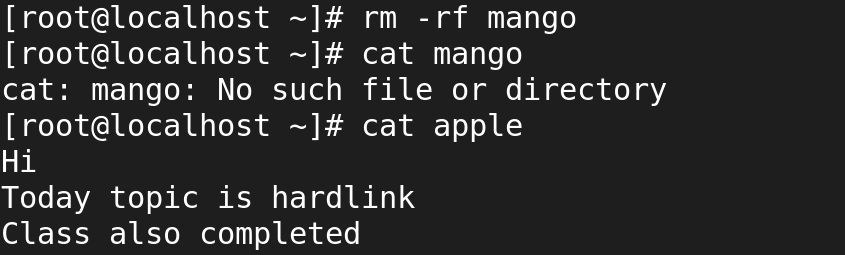 [root@localhost ~]# rm -rf mango
[root@localhost ~]# cat mango
cat: mango: No such file or directory
[root@localhost ~]# cat apple
Hi
Today topic is hardlink
Class also completed